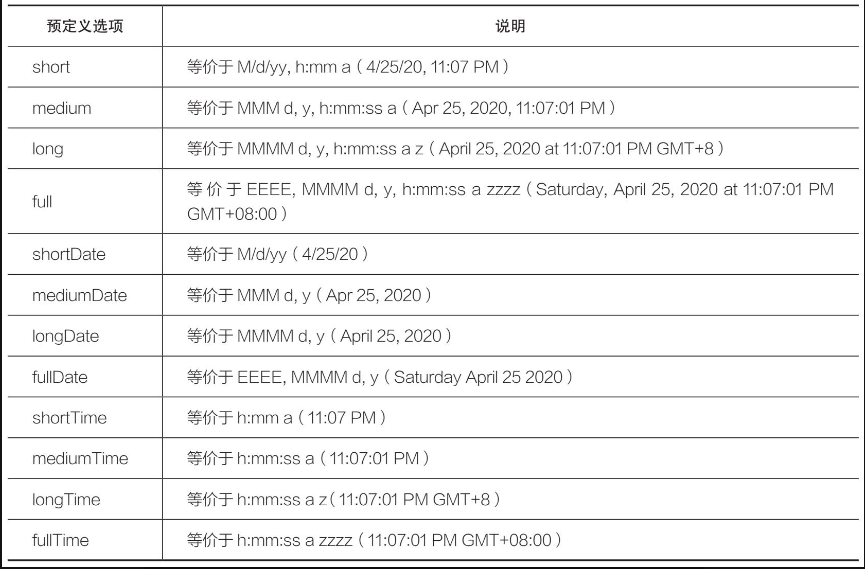 预定义选项 说明
short 等价于 M/d/yy, h:mm a（4/25/20, 11:07 PM）
medium 等价于 MMM d, y, h:mm:ss a（Apr 25, 2020, 11:07:01 PM）
long 等价于 MMMM d, y, h:mm:ss a z（April 25, 2020 at 11:07:01 PM GMT+8）
full 等价于 EEEE, MMMM d, y, h:mm:ss a zzzz（Saturday, April 25, 2020 at 11:07:01 PM
GMT+08:00）
shortDate 等价于 M/d/yy（4/25/20）
mediumDate 等价于 MMM d, y（Apr 25, 2020）
longDate 等价于 MMMM d, y（April 25, 2020）
fullDate 等价于 EEEE, MMMM d, y（Saturday April 25 2020）
shortTime 等价于 h:mm a（11:07 PM）
mediumTime 等价于 h:mm:ss a（11:07:01 PM）
longTime 等价于 h:mm:ss a z（11:07:01 PM GMT+8）
fullTime 等价于 h:mm:ss a zzzz（11:07:01 PM GMT+08:00）